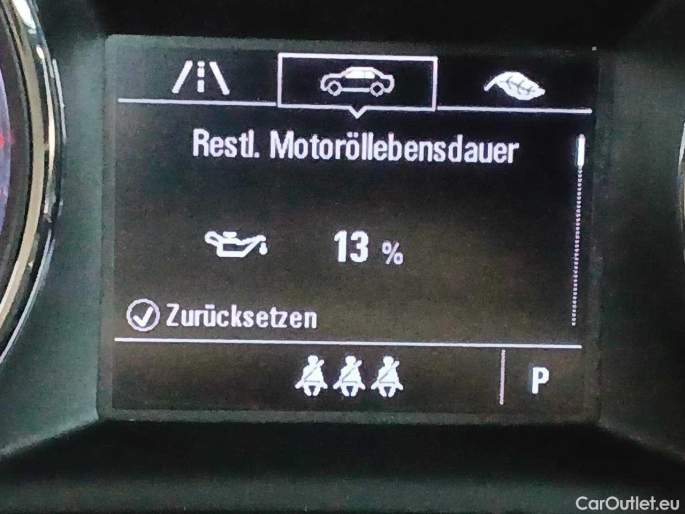 Restl. Motoröllebensdauer
13 %
Zurücksetzen
P
CarOutlet.eu